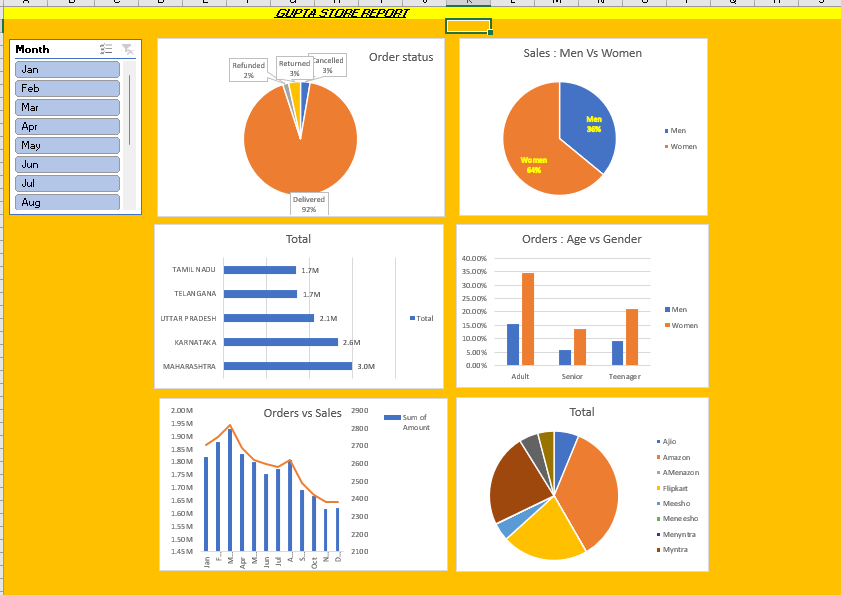 GUPTA STORE REPORT
Month
Jan
Feb
Mar
Apr
May
Jun
Jul
Aug
Order status
Refunded
2%
Returned
3%
Cancelled
3%
Delivered
92%
Sales : Men Vs Women
Men
36%
Women
64%
Men
Women
Total
TAMIL NADU 1.7M
TELANGANA 1.7M
UTTAR PRADESH 2.1M
KARNATAKA 2.6M
MAHARASHTRA 3.0M
Total
Orders : Age vs Gender
40.00%
35.00%
30.00%
25.00%
20.00%
15.00%
10.00%
5.00%
0.00%
Adult Senior Teenager
Men
Women
Orders vs Sales
2.00M
1.95M
1.90M
1.85M
1.80M
1.75M
1.70M
1.65M
1.60M
1.55M
1.50M
1.45M
2900
2800
2700
2600
2500
2400
2300
2200
2100
Jan F... M... Apr M... Jun Jul A... S... Oct N... D...
Sum of
Amount
Total
Ajio
Amazon
AMenazon
Flipkart
Meesho
Meneesho
Menyntra
Myntra